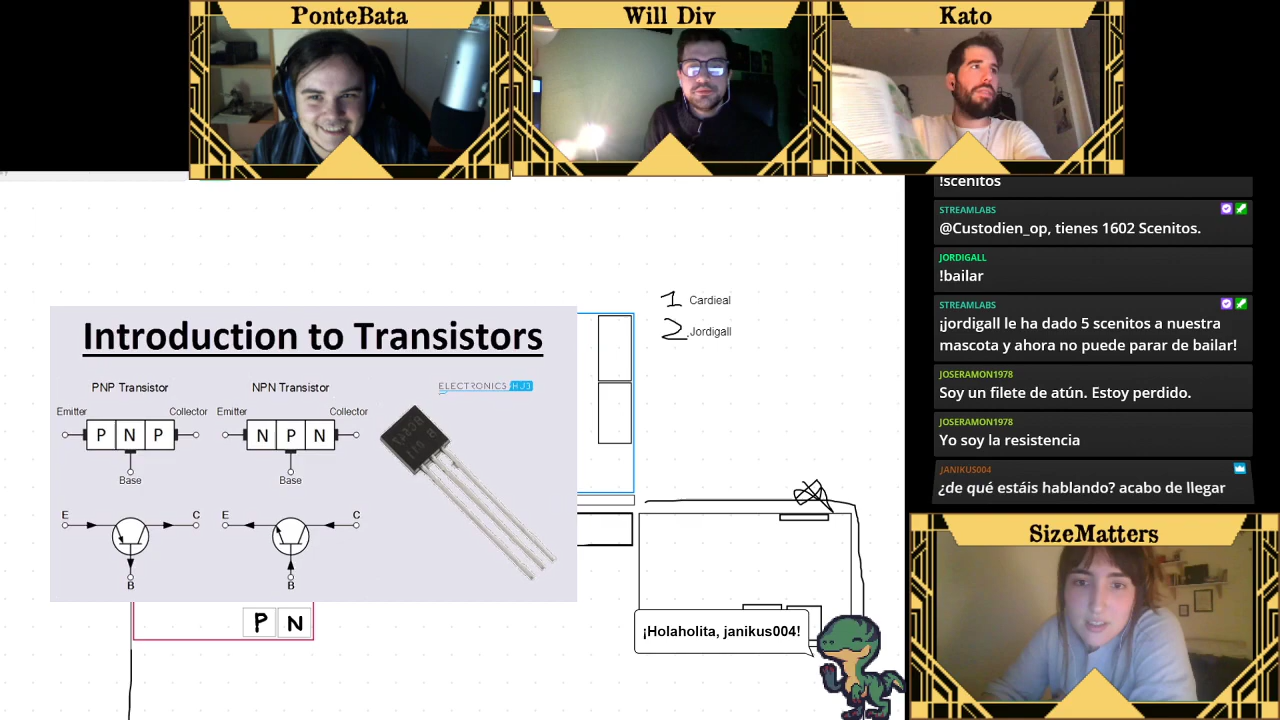 PonteBata
Will Div
Kato
!scenitos
STREAMLABS
@Custodien_op, tienes 1602 Scenitos.
JORDIGALL
!bailar
STREAMLABS
¡jordigall le ha dado 5 scenitos a nuestra
mascota y ahora no puede parar de bailar!
JOSERAMON1978
Soy un filete de atún. Estoy perdido.
JOSERAMON1978
Yo soy la resistencia
JANIKUS004
¿de qué estáis hablando? acabo de llegar
SizeMatters
1 Cardieal
2 Jordigall
Introduction to Transistors
ELECTRONICS HUB
PNP Transistor
NPN Transistor
Emitter
Collector
Emitter
Collector
P N P
N P N
Base
Base
E C
E C
B
B
P N
¡Holaholita, janikus004!